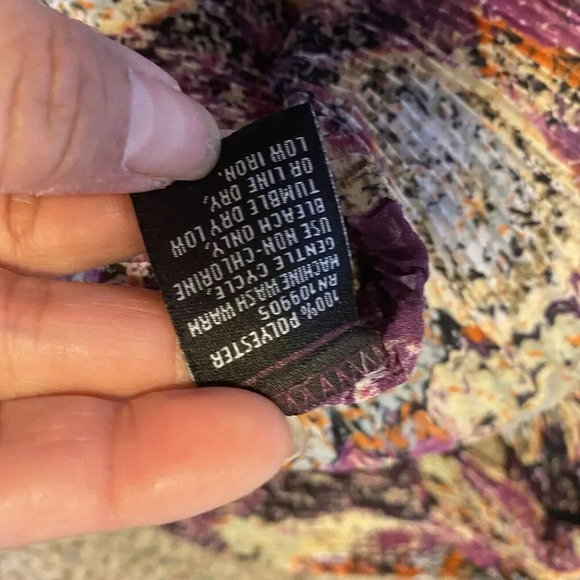 100% POLYESTER
RN109905
MACHINE WASH WARM
GENTLE CYCLE,
USE NON-CHLORINE
BLEACH ONLY,
TUMBLE DRY LOW
OR LINE DRY,
LOW IRON.